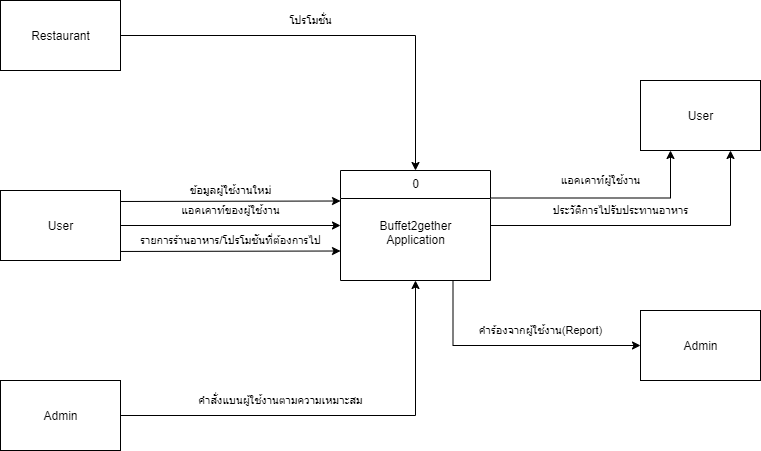 โปรโมชั่น
Restaurant
User
0
แอคเคาท์ผู้ใช้งาน
ข้อมูลผู้ใช้งานใหม่
แอคเคาท์ของผู้ใช้งาน
ประวัติการไปรับประทานอาหาร
User
Buffet2gether
Application
รายการร้านอาหาร/โปรโมชันที่ต้องการไป
คำร้องจากผู้ใช้งาน(Report)
Admin
คำสั่งแบนผู้ใช้งานตามความเหมาะสม
Admin